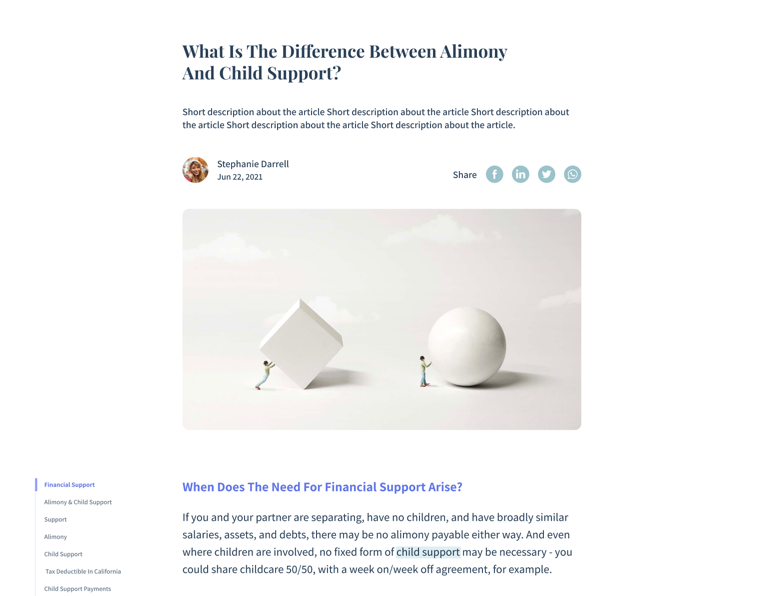 What Is The Difference Between Alimony
And Child Support?
Short description about the article Short description about the article Short description about
the article Short description about the article Short description about the article.
Stephanie Darrell
Jun 22, 2021
Share
Financial Support
Alimony & Child Support
Support
Alimony
Child Support
Tax Deductible In California
Child Support Payments
When Does The Need For Financial Support Arise?
If you and your partner are separating, have no children, and have broadly similar
salaries, assets, and debts, there may be no alimony payable either way. And even
where children are involved, no fixed form of child support may be necessary - you
could share childcare 50/50, with a week on/week off agreement, for example.